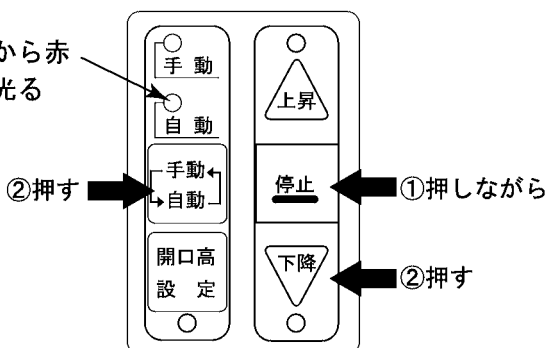 から赤
光る
手動
自動
手動
自動
開口高
設定
上昇
停止
下降
②押す
①押しながら
②押す